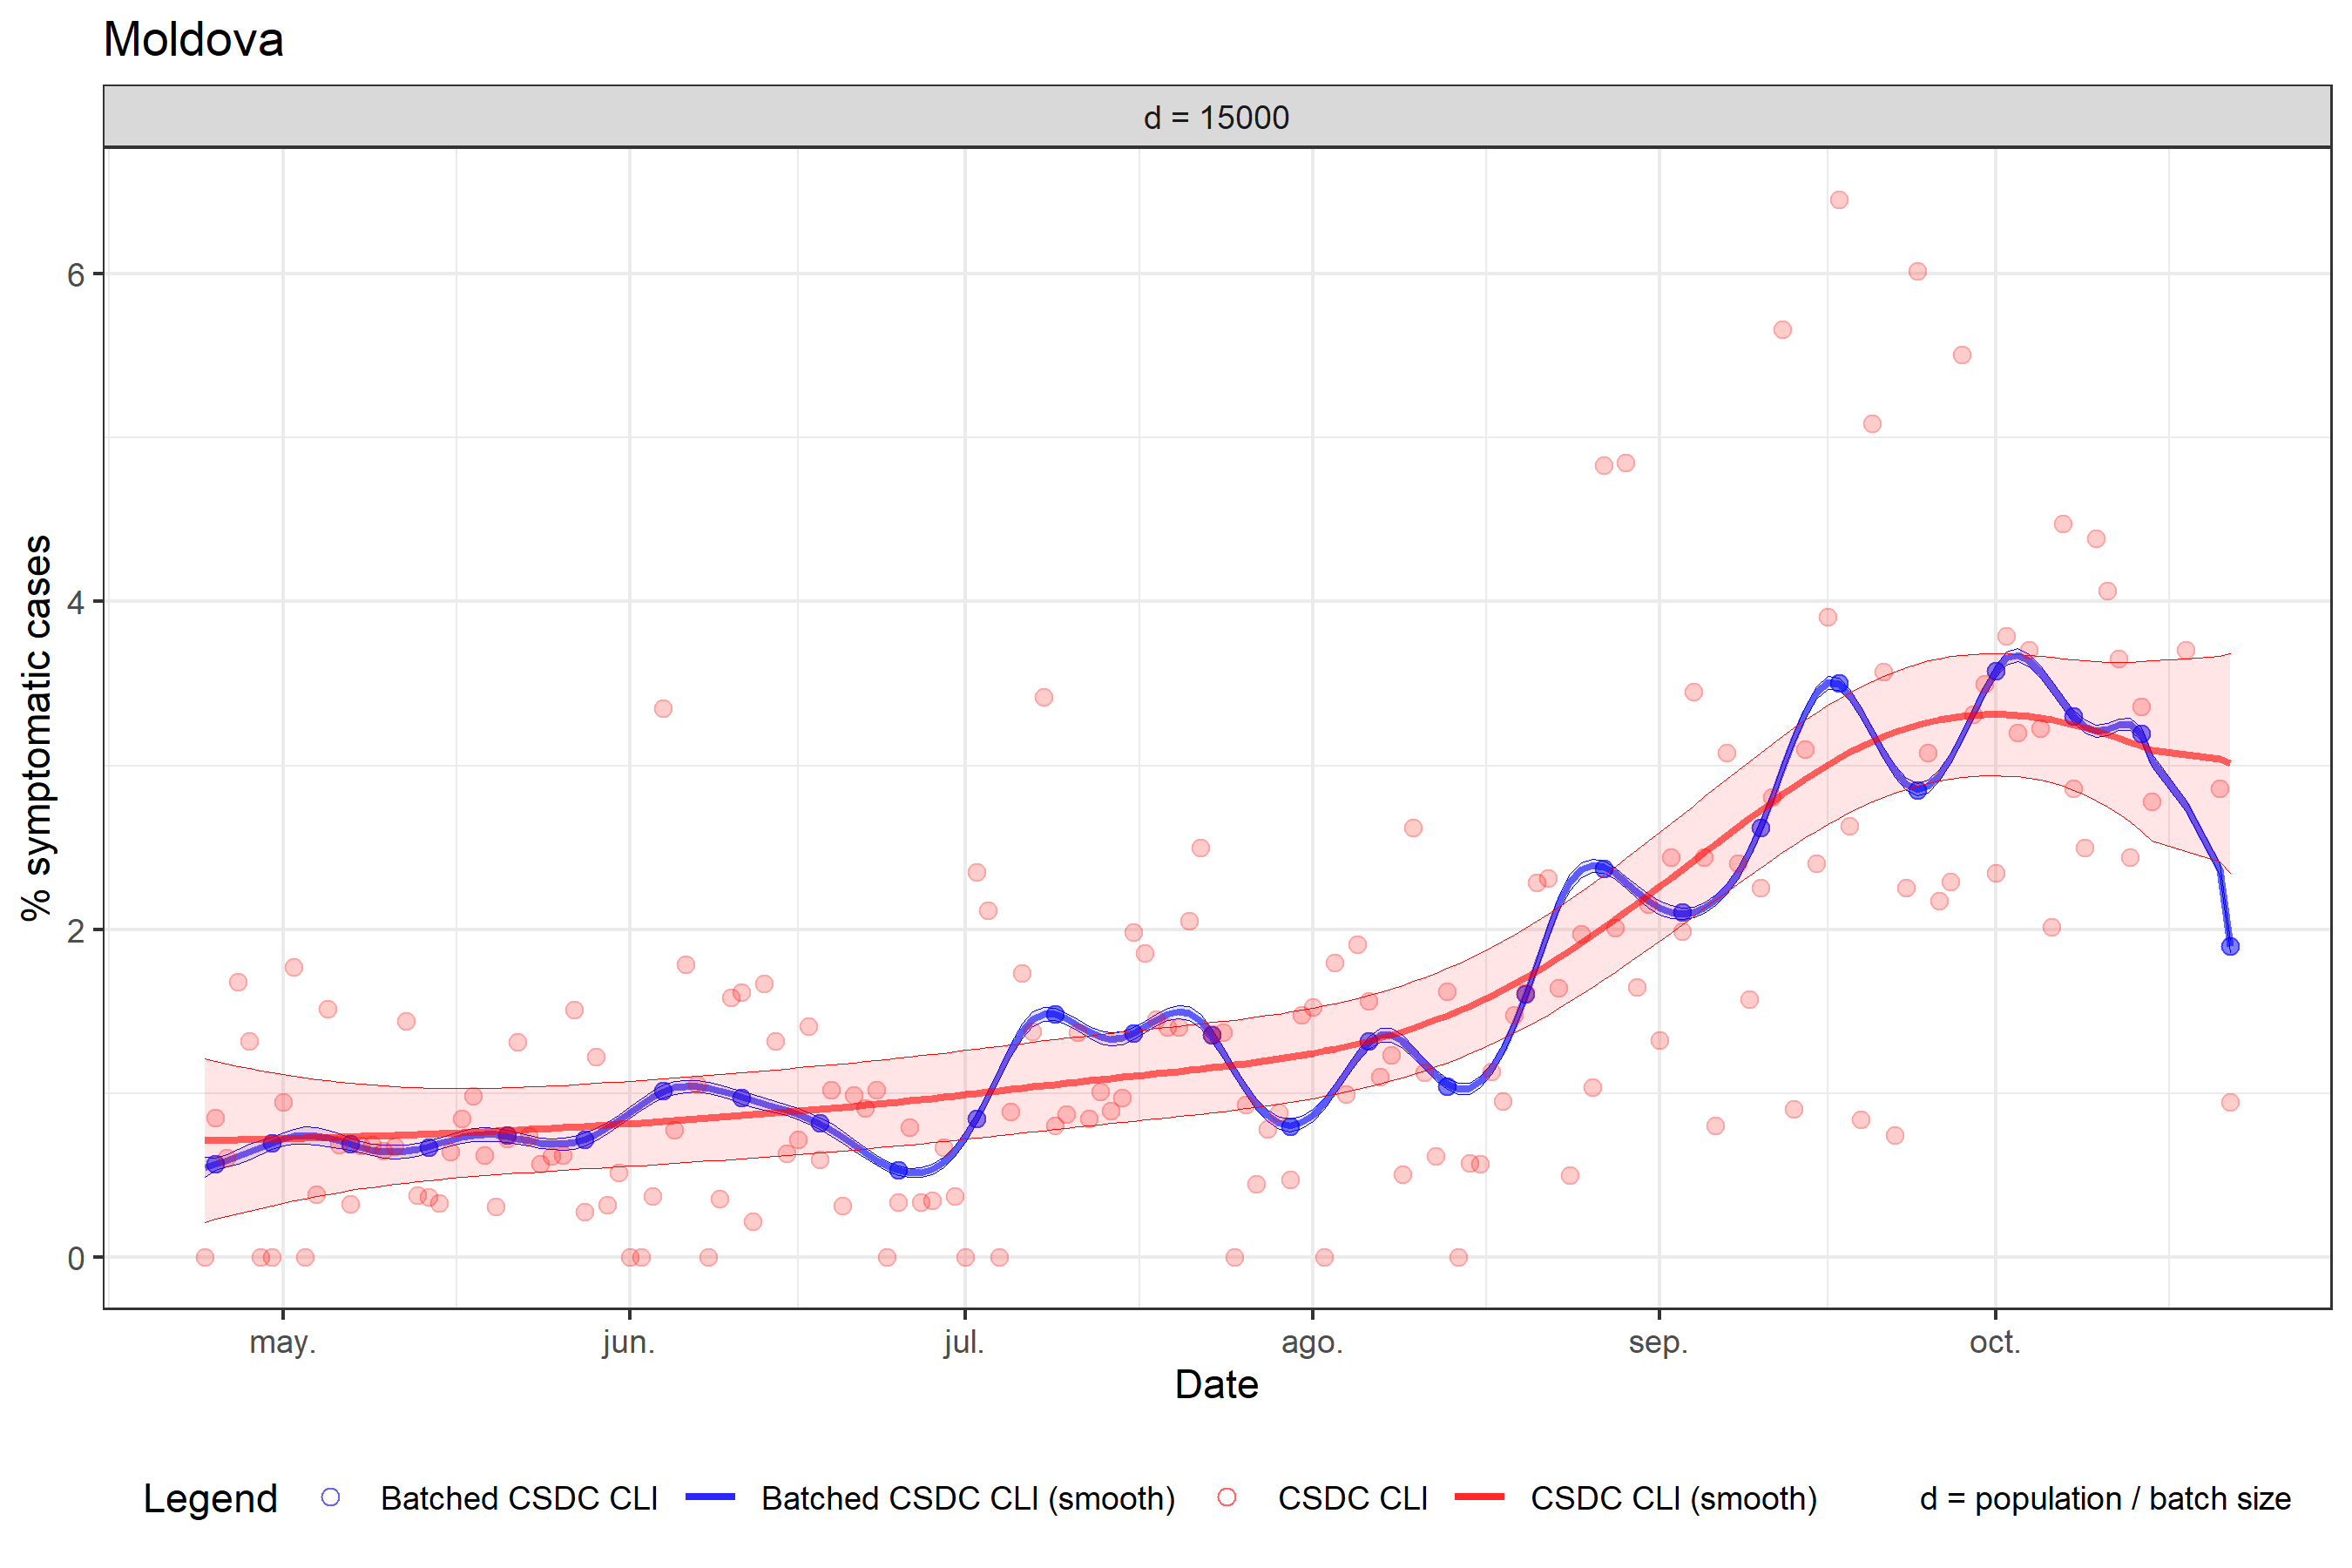 Moldova
d = 15000
% symptomatic cases
6
4
2
0
may. jun. jul. ago. sep. oct.
Date
Legend Batched CSDC CLI Batched CSDC CLI (smooth) CSDC CLI CSDC CLI (smooth) d = population / batch size